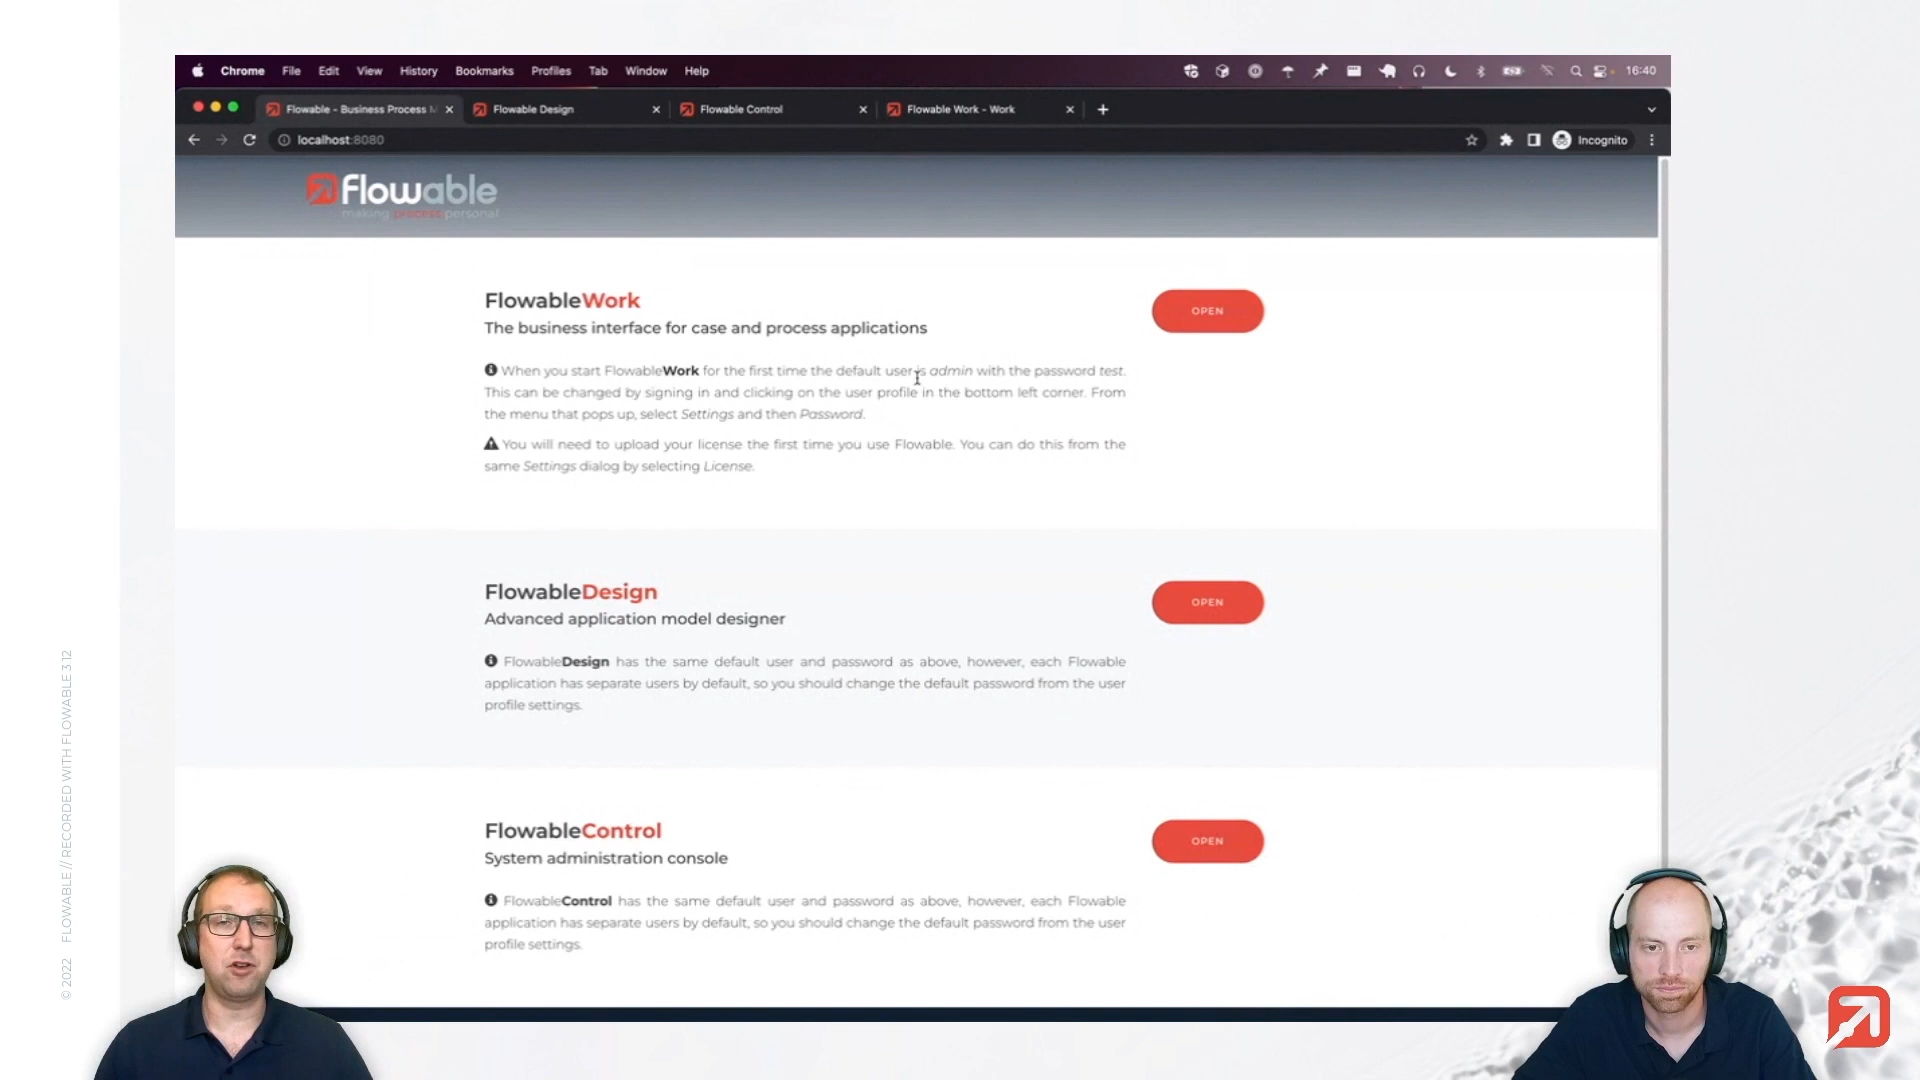 Chrome File Edit View History Bookmarks Profiles Tab Window Help 16:40
Flowable - Business Process M Flowable Design Flowable Control Flowable Work - Work
localhost:8080 Incognito
Flowable
making process personal
FlowableWork
The business interface for case and process applications
OPEN
When you start FlowableWork for the first time the default user is admin with the password test.
This can be changed by signing in and clicking on the user profile in the bottom left corner. From
the menu that pops up, select Settings and then Password.
You will need to upload your license the first time you use Flowable. You can do this from the
same Settings dialog by selecting License.
FlowableDesign
Advanced application model designer
OPEN
FlowableDesign has the same default user and password as above, however, each Flowable
application has separate users by default, so you should change the default password from the user
profile settings.
FlowableControl
System administration console
OPEN
FlowableControl has the same default user and password as above, however, each Flowable
application has separate users by default, so you should change the default password from the user
profile settings.
© 2022 FLOWABLE // RECORDED WITH FLOWABLE 3.12